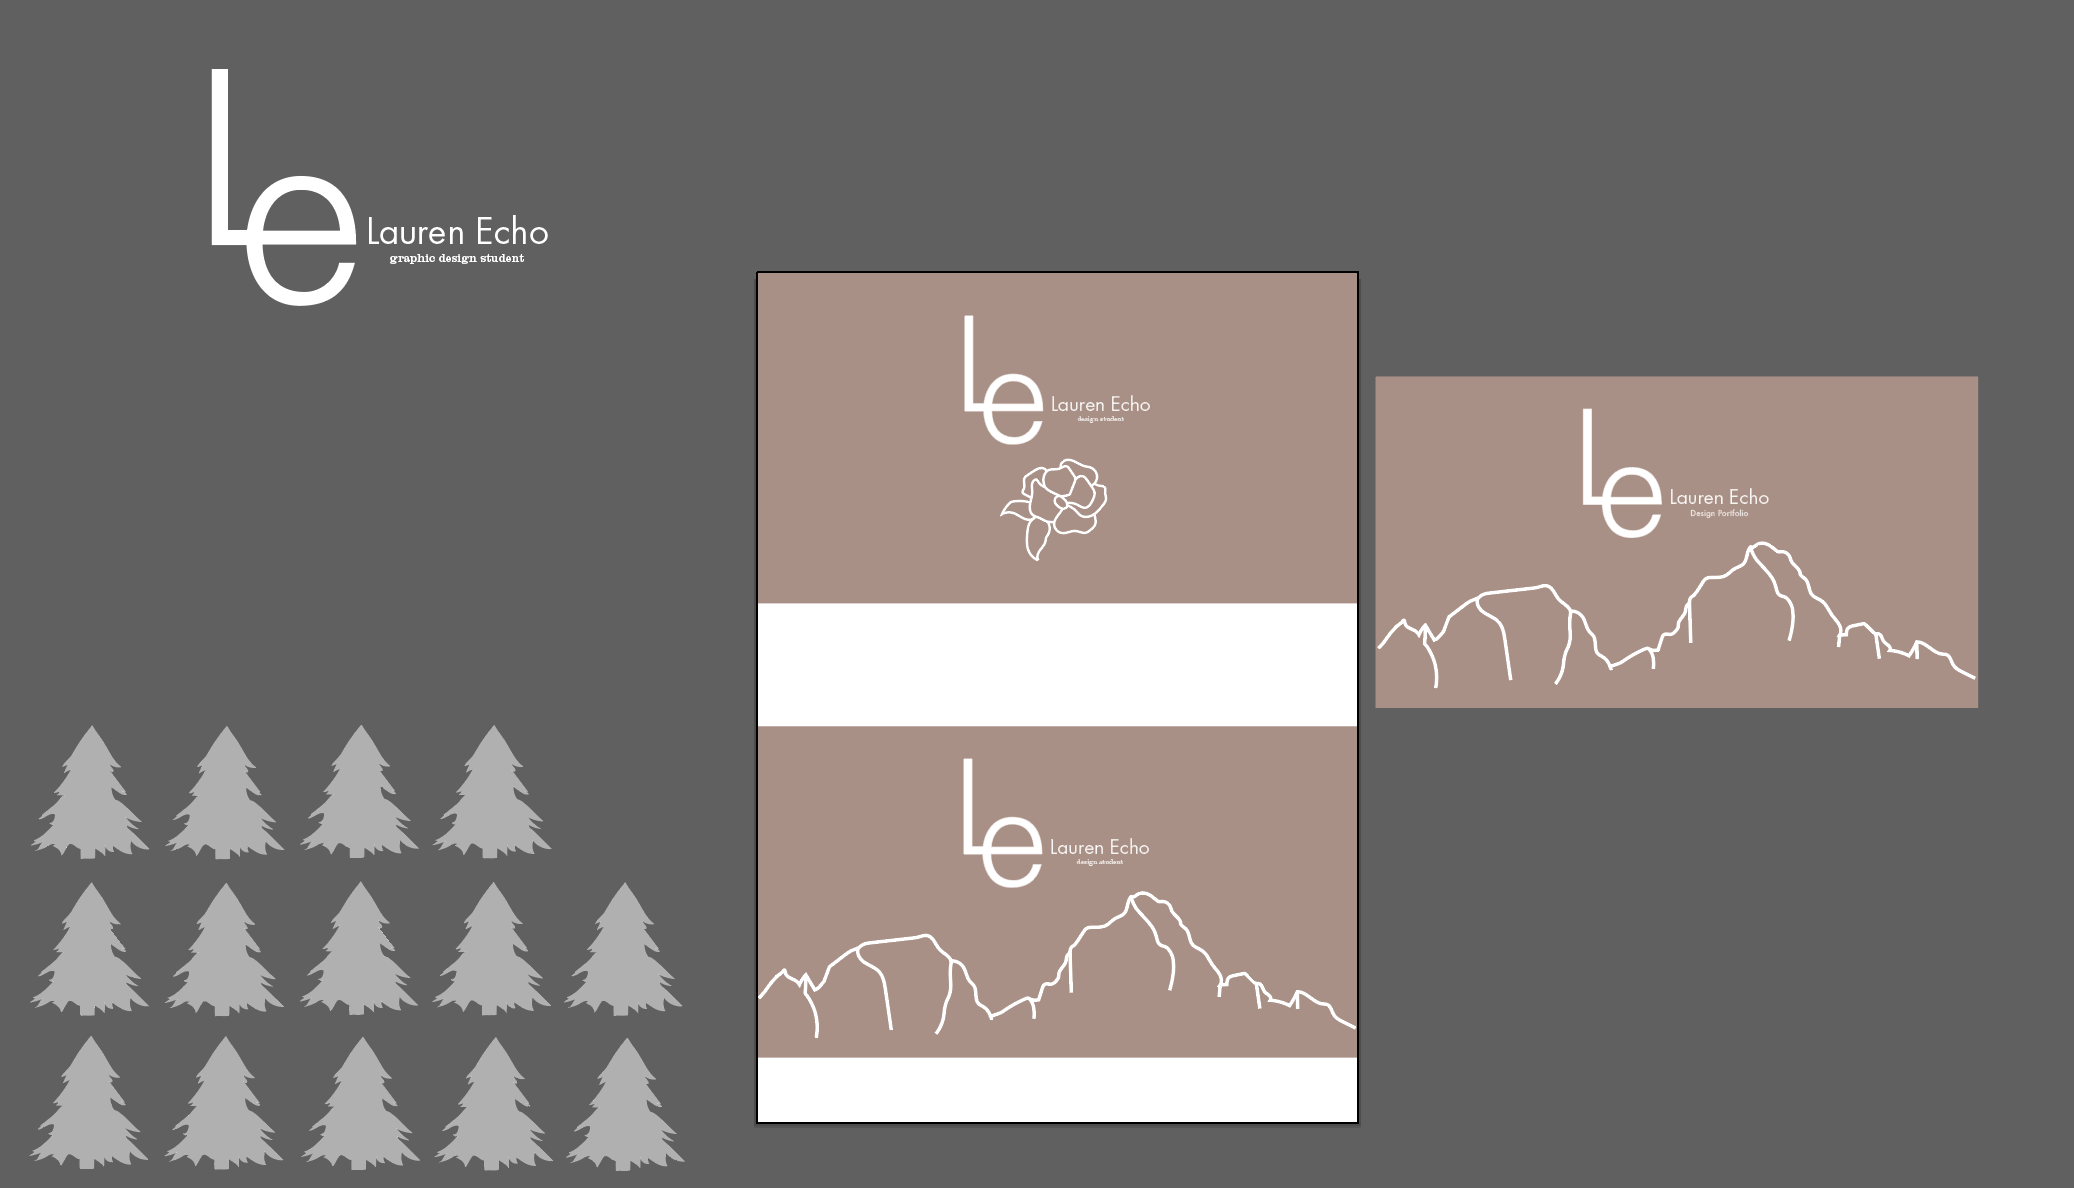 Le
Lauren Echo
graphic design student
Le
Lauren Echo
design student
Le
Lauren Echo
Design Portfolio
Le
Lauren Echo
design student